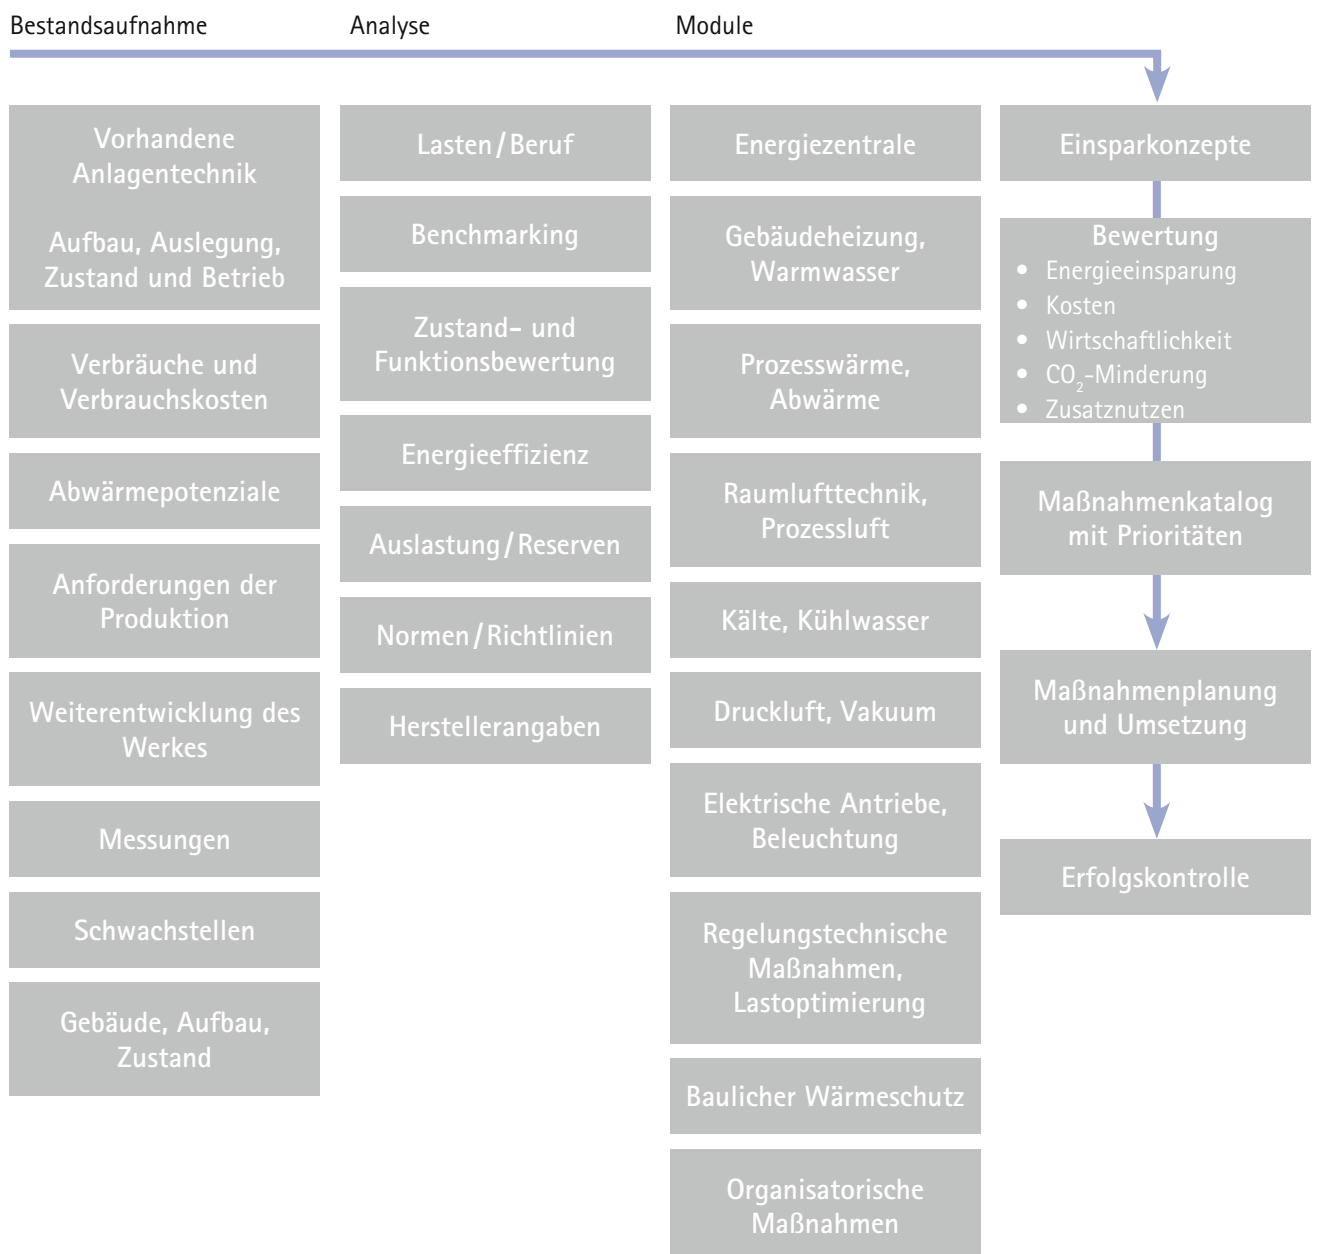 Bestandsaufnahme
Analyse
Module
Vorhandene
Anlagentechnik
Aufbau, Auslegung,
Zustand und Betrieb
Verbräuche und
Verbrauchskosten
Abwärmepotenziale
Anforderungen der
Produktion
Weiterentwicklung des
Werkes
Messungen
Schwachstellen
Gebäude, Aufbau,
Zustand
Lasten/Beruf
Benchmarking
Zustand- und
Funktionsbewertung
Energieeffizienz
Auslastung/Reserven
Normen/Richtlinien
Herstellerangaben
Energiezentrale
Gebäudeheizung,
Warmwasser
Prozesswärme,
Abwärme
Raumlufttechnik,
Prozessluft
Kälte, Kühlwasser
Druckluft, Vakuum
Elektrische Antriebe,
Beleuchtung
Regelungstechnische
Maßnahmen,
Lastoptimierung
Baulicher Wärmeschutz
Organisatorische
Maßnahmen
Einsparkonzepte
Bewertung
• Energieeinsparung
• Kosten
• Wirtschaftlichkeit
• CO₂-Minderung
• Zusatznutzen
Maßnahmenkatalog
mit Prioritäten
Maßnahmenplanung
und Umsetzung
Erfolgskontrolle